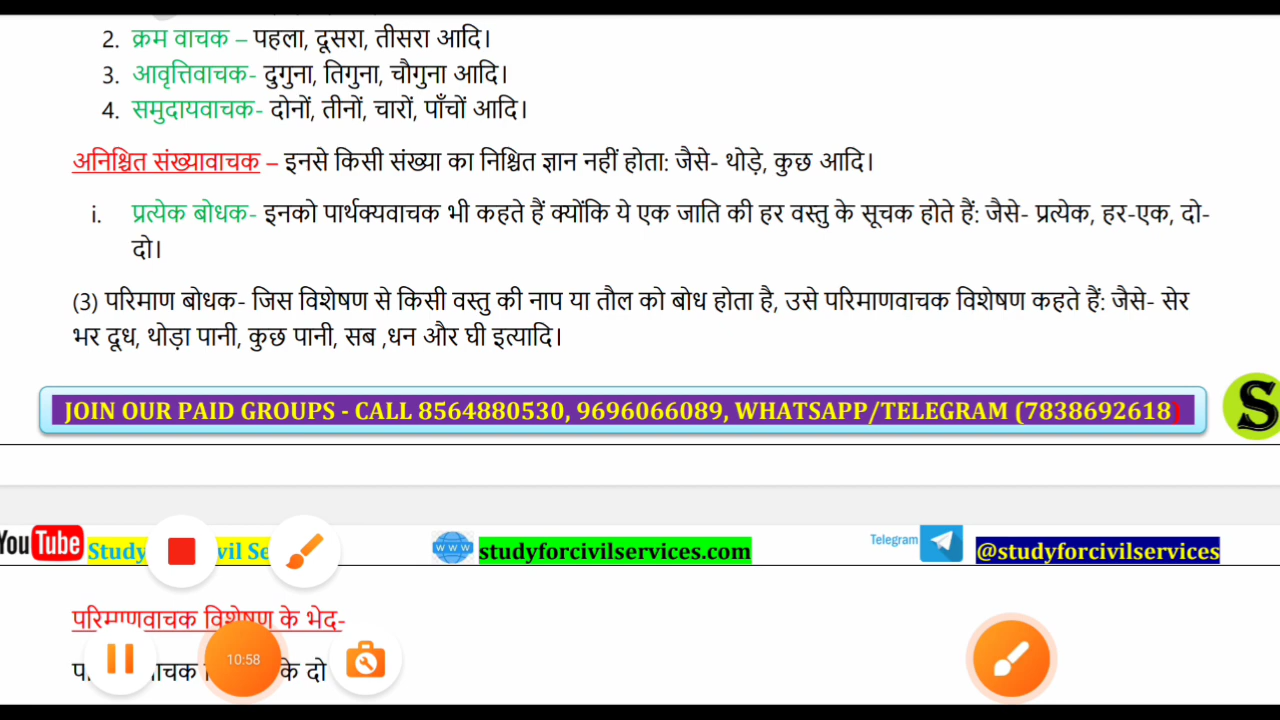 2. क्रम वाचक – पहला, दूसरा, तीसरा आदि।
3. आवृत्तिवाचक- दुगुना, तिगुना, चौगुना आदि।
4. समुदायवाचक- दोनों, तीनों, चारों, पाँचों आदि।
अनिश्चित संख्यावाचक – इनसे किसी संख्या का निश्चित ज्ञान नहीं होता: जैसे- थोड़े, कुछ आदि।
i. प्रत्येक बोधक- इनको पार्थक्यवाचक भी कहते हैं क्योंकि ये एक जाति की हर वस्तु के सूचक होते हैं: जैसे- प्रत्येक, हर-एक, दो-
दो।
(3) परिमाण बोधक- जिस विशेषण से किसी वस्तु की नाप या तौल को बोध होता है, उसे परिमाणवाचक विशेषण कहते हैं: जैसे- सेर
भर दूध, थोड़ा पानी, कुछ पानी, सब ,धन और घी इत्यादि।
JOIN OUR PAID GROUPS - CALL 8564880530, 9696066089, WHATSAPP/TELEGRAM (7838692618)
S
YouTube Study studyforcivilservices.com Telegram @studyforcivilservices
परिमाणवाचक विशेषण के भेद-
10:58
के दो